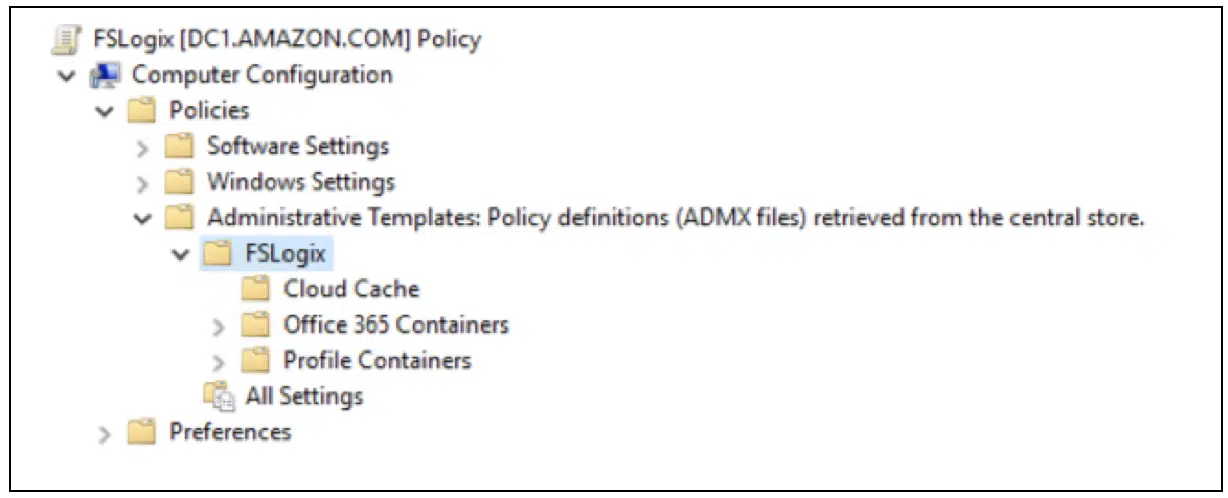 FSLogix [DC1.AMAZON.COM] Policy
Computer Configuration
Policies
Software Settings
Windows Settings
Administrative Templates: Policy definitions (ADMX files) retrieved from the central store.
FSLogix
Cloud Cache
Office 365 Containers
Profile Containers
All Settings
Preferences